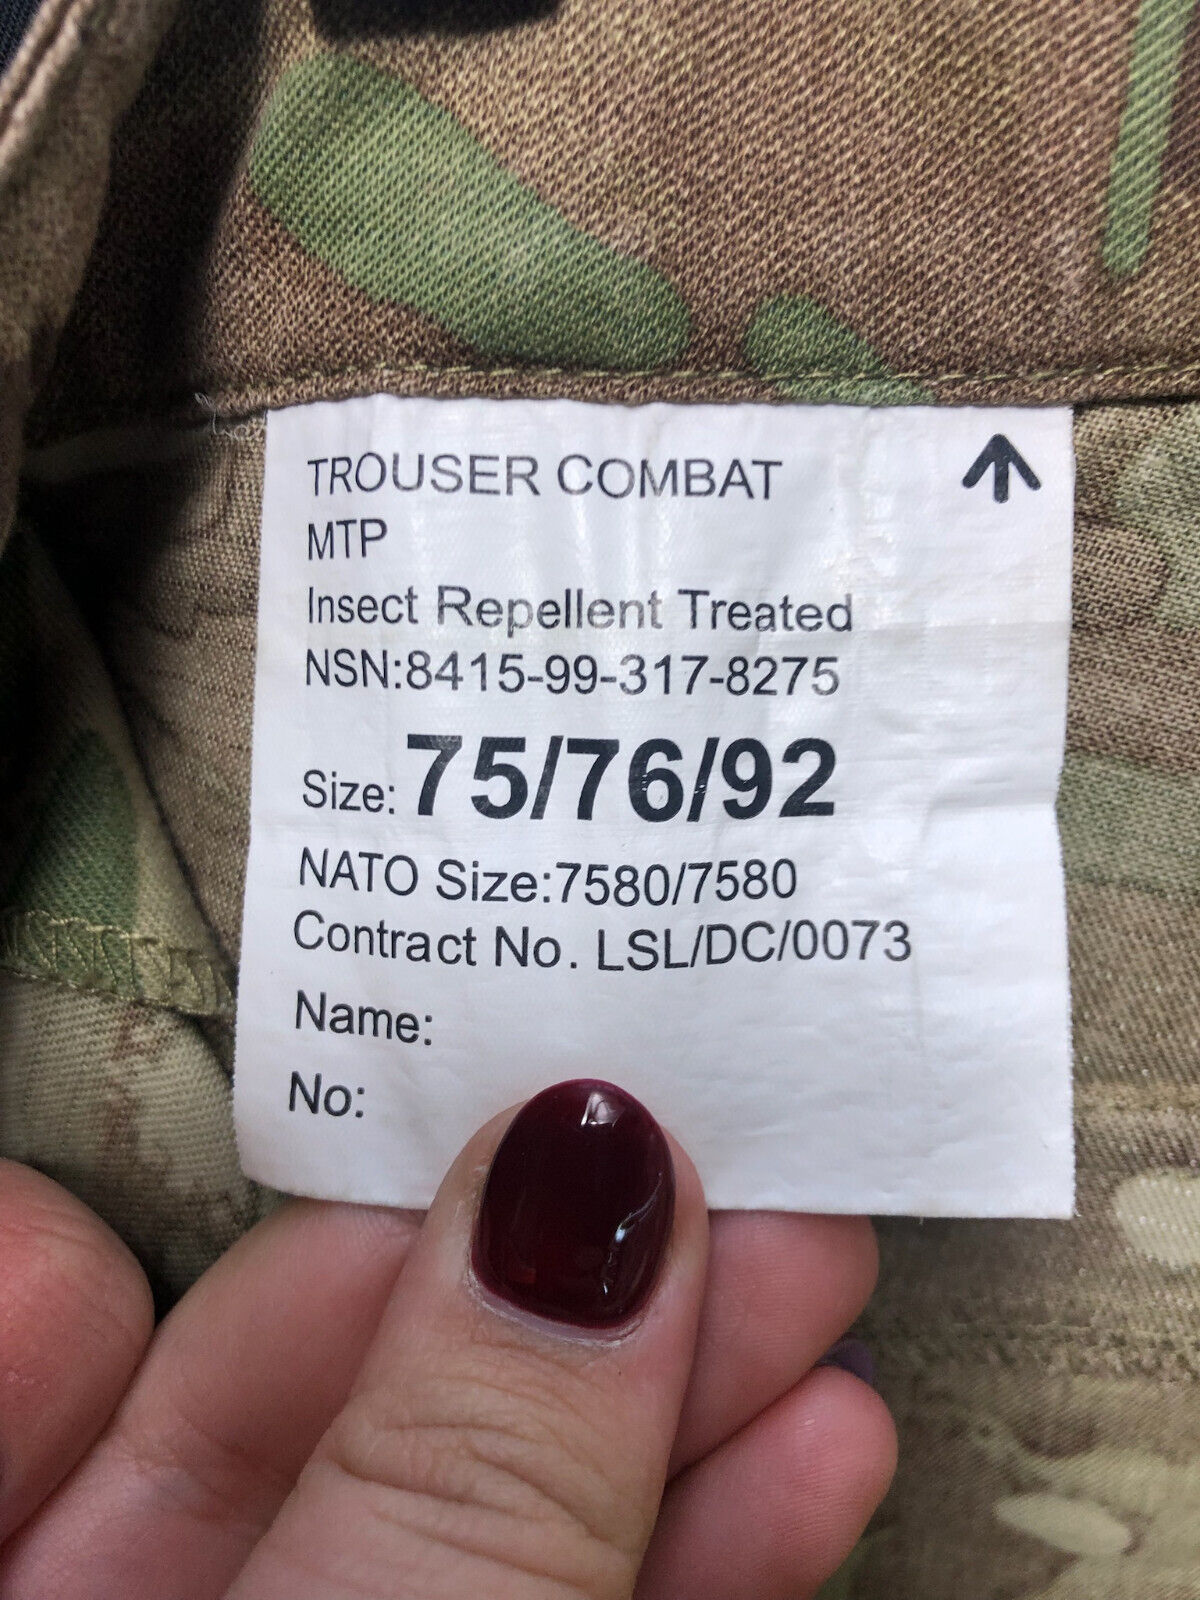 TROUSER COMBAT
MTP
Insect Repellent Treated
NSN:8415-99-317-8275
Size: 75/76/92
NATO Size:7580/7580
Contract No. LSL/DC/0073
Name:
No: